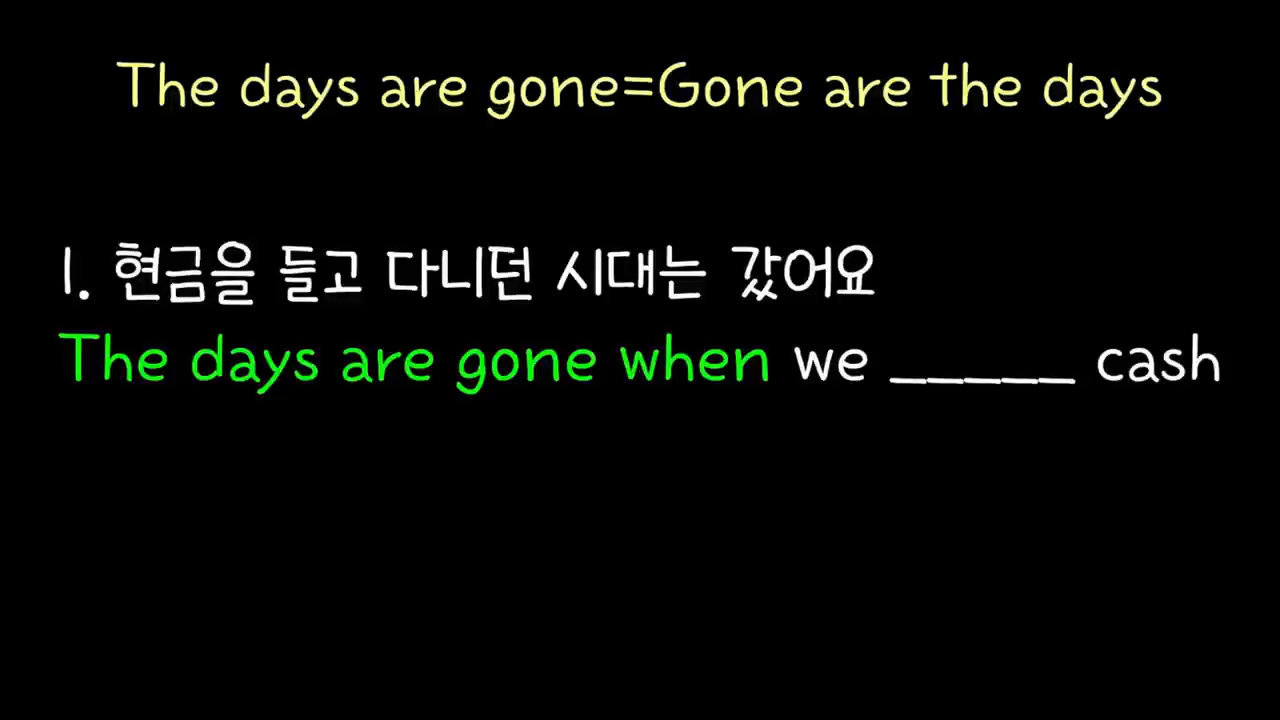 The days are gone=Gone are the days
1. 현금을 들고 다니던 시대는 갔어요
The days are gone when we _____ cash